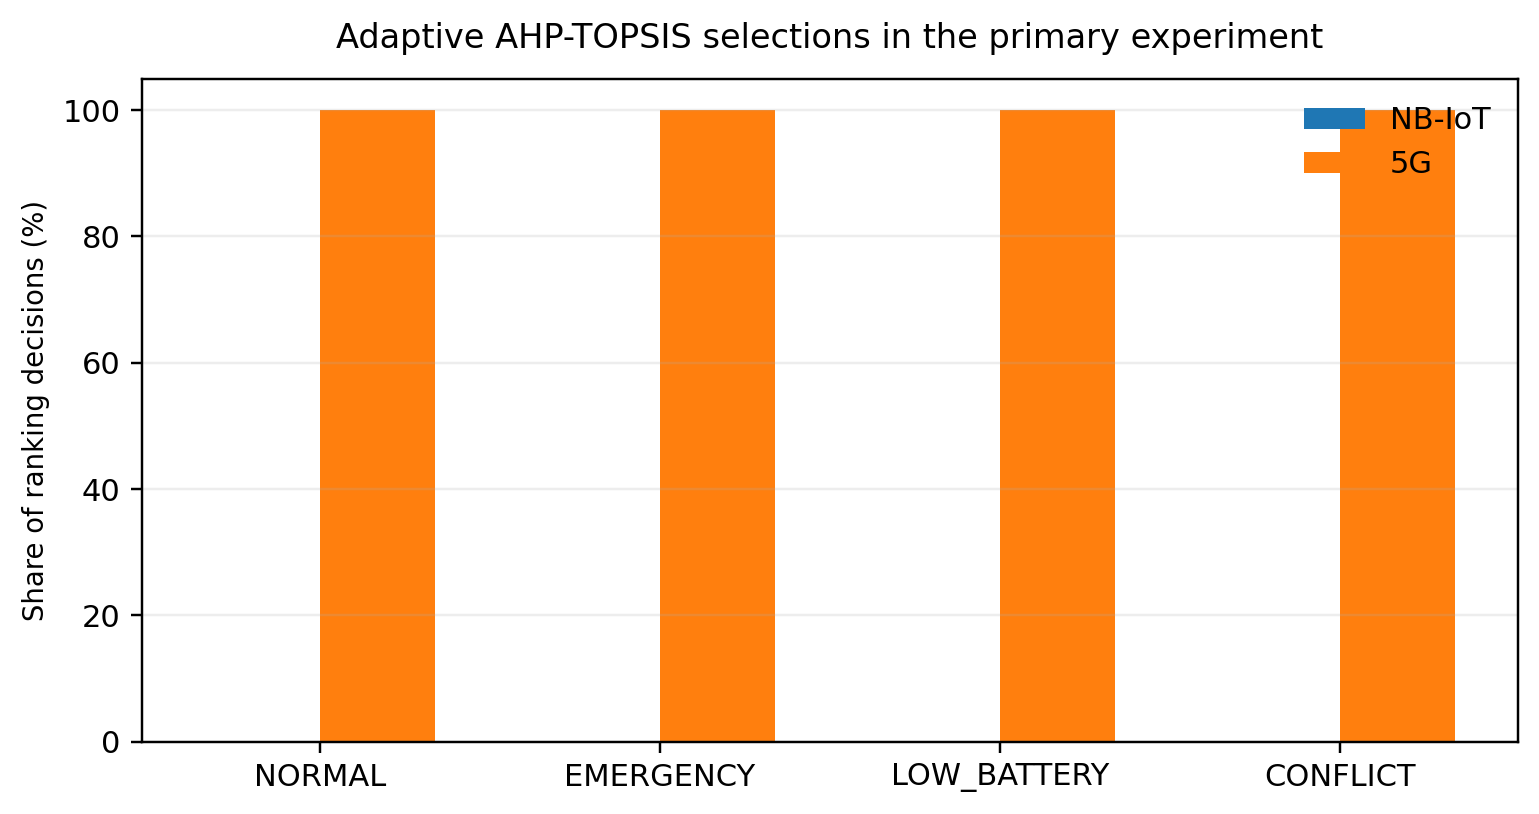 Adaptive AHP-TOPSIS selections in the primary experiment
Share of ranking decisions (%)
100
80
60
40
20
0
NB-IoT
5G
NORMAL
EMERGENCY
LOW_BATTERY
CONFLICT